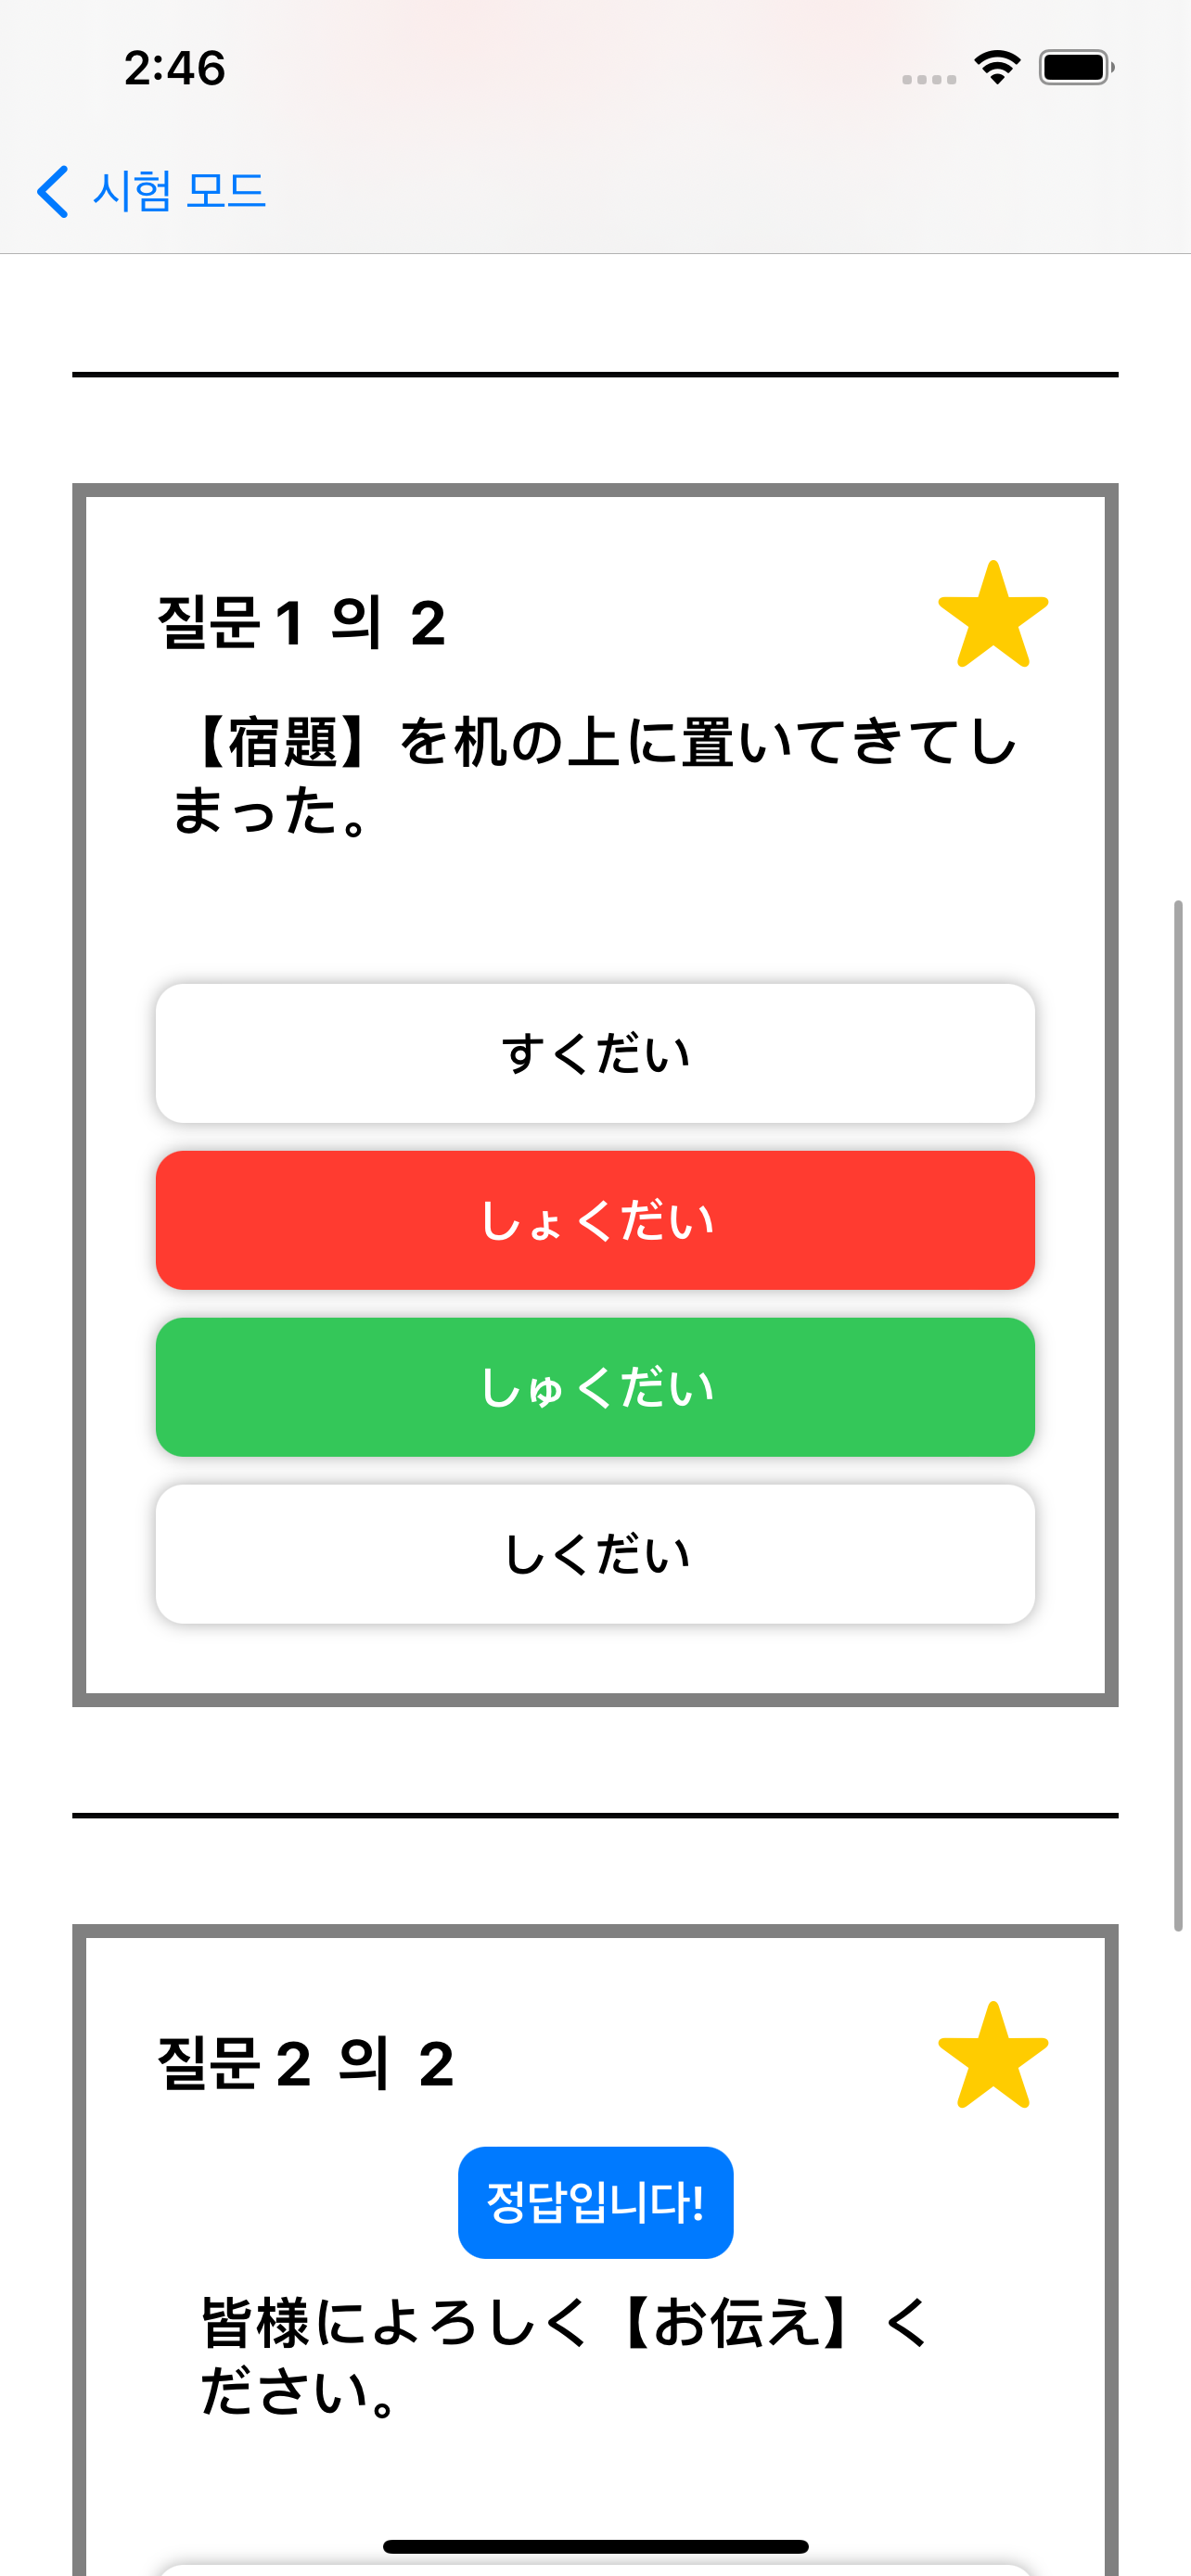 2:46
시험 모드
질문 1 의 2
【宿題】を机の上に置いてきてし
まった。
すくだい
しょくだい
しゅくだい
しくだい
질문 2 의 2
정답입니다!
皆様によろしく【お伝え】く
ださい。